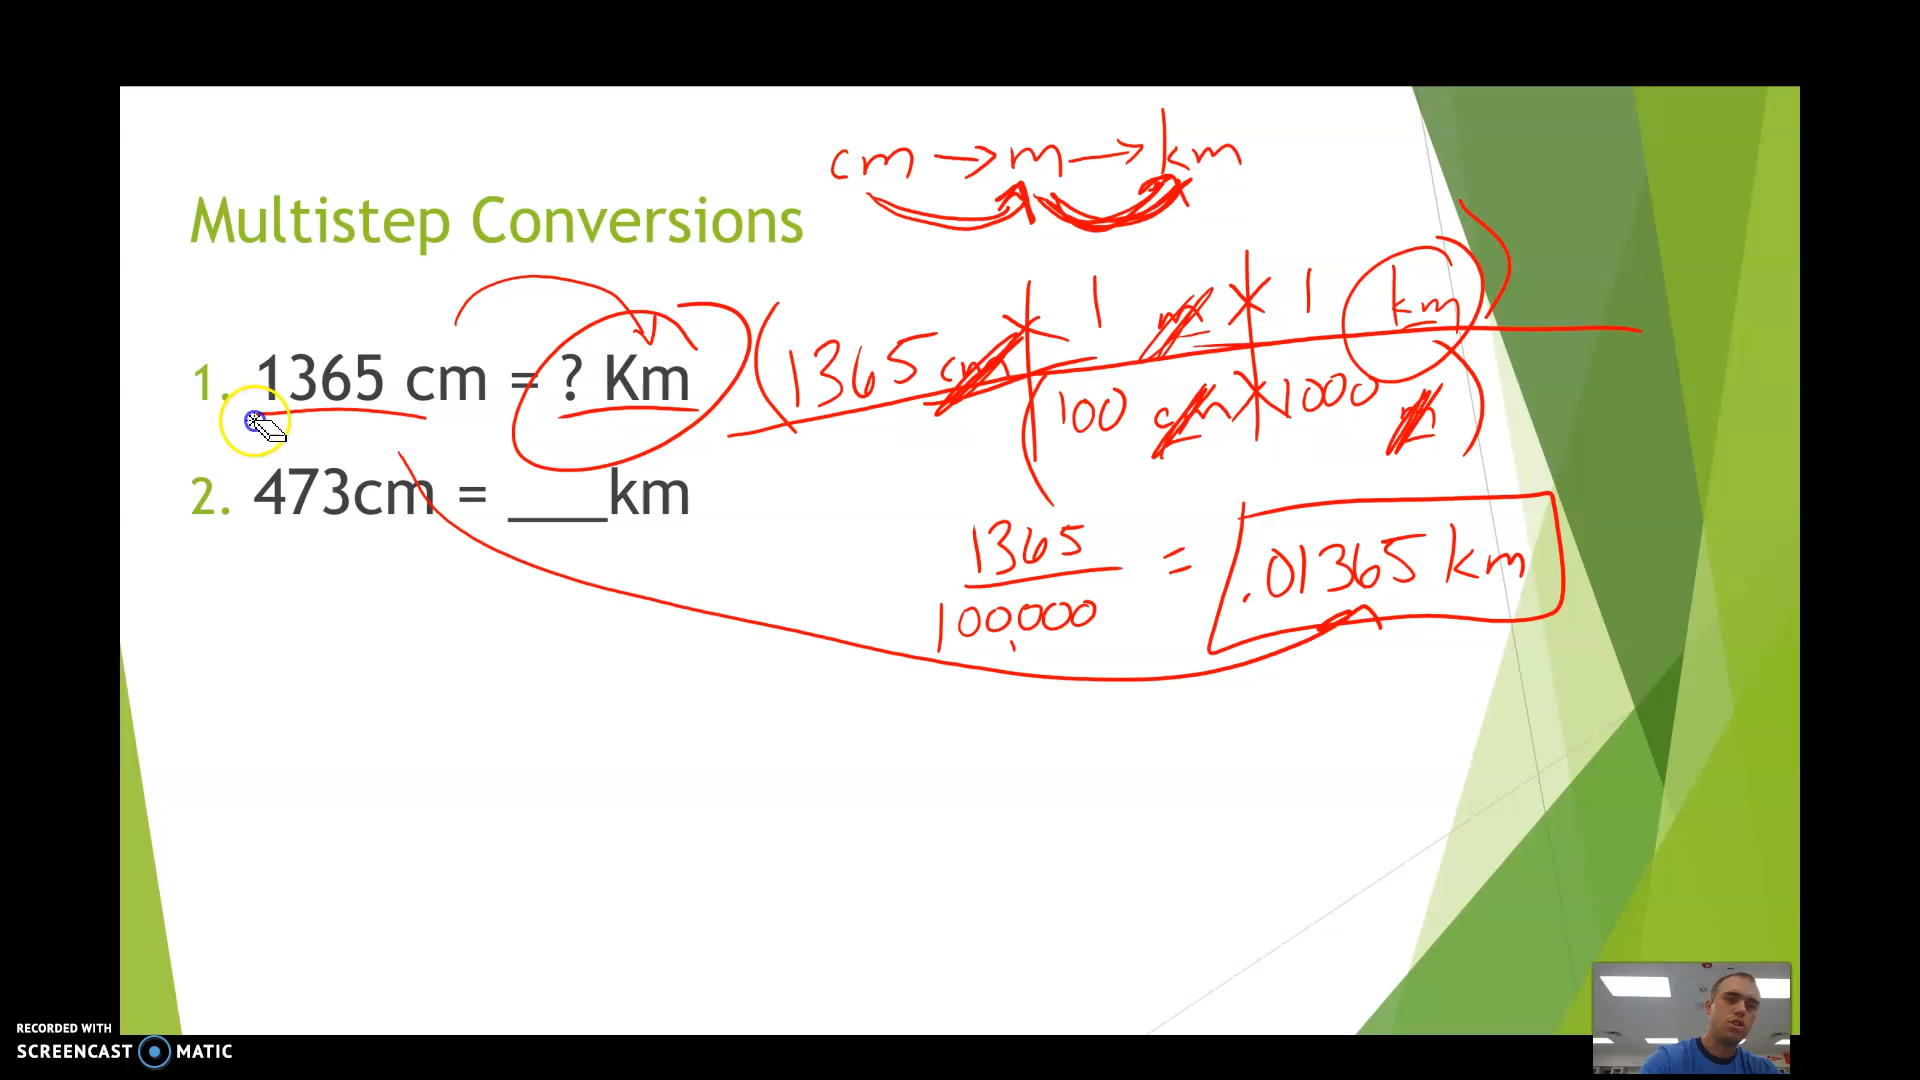 cm → m → km
Multistep Conversions
1. 1365 cm = ? Km
1365 cm × 1 m × 1 km
100 cm × 1000 m
2. 473cm = ___km
1365
100,000
= .01365 km
RECORDED WITH
SCREENCAST MATIC